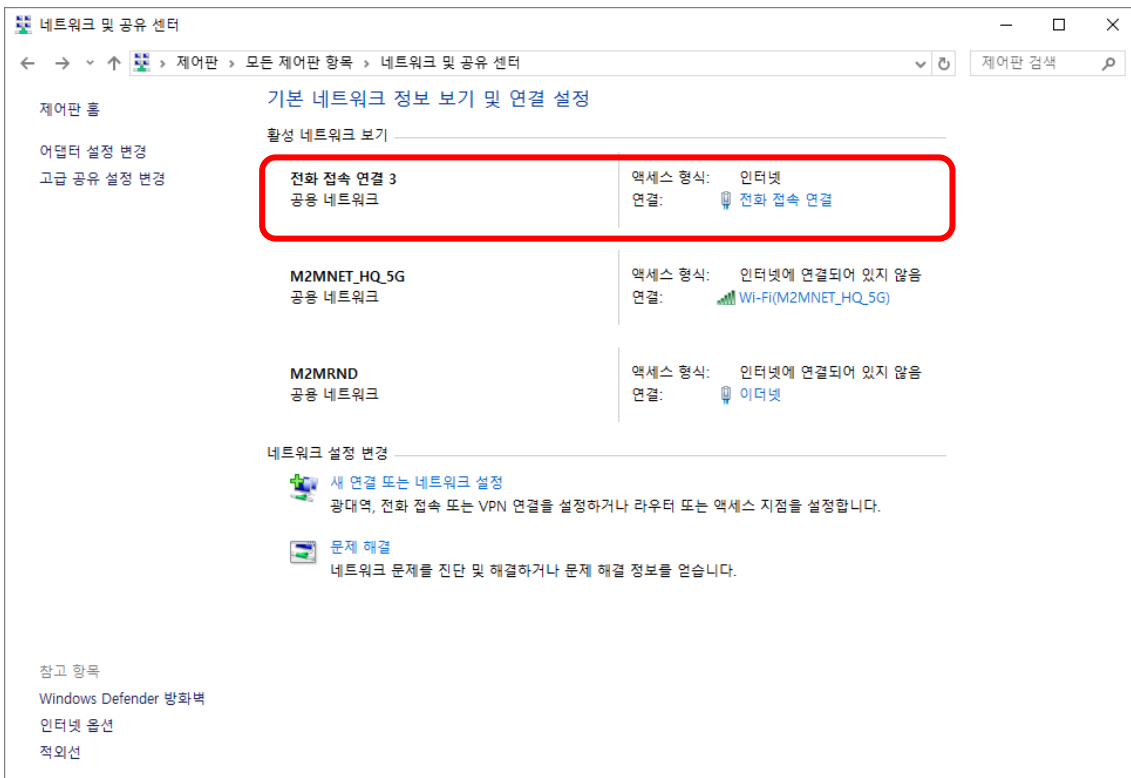 네트워크 및 공유 센터
제어판 › 모든 제어판 항목 › 네트워크 및 공유 센터
제어판 검색
제어판 홈
어댑터 설정 변경
고급 공유 설정 변경
기본 네트워크 정보 보기 및 연결 설정
활성 네트워크 보기
전화 접속 연결 3
공용 네트워크
액세스 형식: 인터넷
연결: 전화 접속 연결
M2MNET_HQ_5G
공용 네트워크
액세스 형식: 인터넷에 연결되어 있지 않음
연결: Wi-Fi(M2MNET_HQ_5G)
M2MRND
공용 네트워크
액세스 형식: 인터넷에 연결되어 있지 않음
연결: 이더넷
네트워크 설정 변경
새 연결 또는 네트워크 설정
광대역, 전화 접속 또는 VPN 연결을 설정하거나 라우터 또는 액세스 지점을 설정합니다.
문제 해결
네트워크 문제를 진단 및 해결하거나 문제 해결 정보를 얻습니다.
참고 항목
Windows Defender 방화벽
인터넷 옵션
적외선